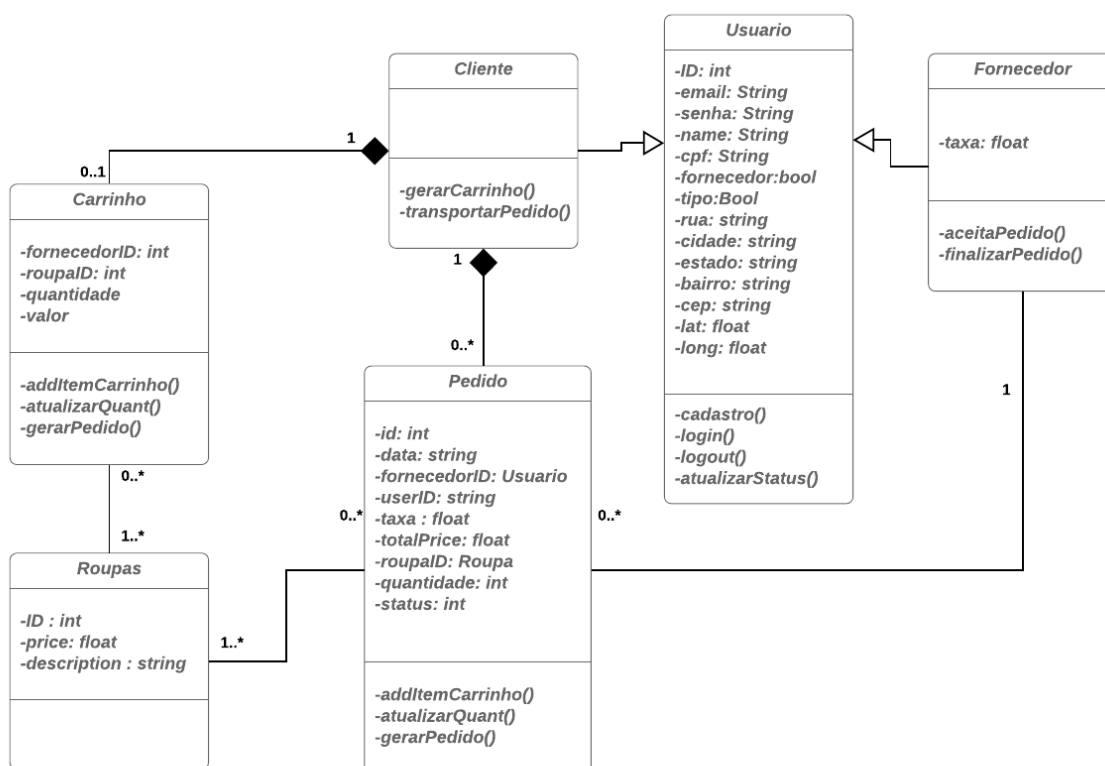 Cliente
-gerarCarrinho()
-transportarPedido()
Usuario
-ID: int
-email: String
-senha: String
-name: String
-cpf: String
-fornecedor:bool
-tipo:Bool
-rua: string
-cidade: string
-estado: string
-bairro: string
-cep: string
-lat: float
-long: float
-cadastro()
-login()
-logout()
-atualizarStatus()
Fornecedor
-taxa: float
-aceitaPedido()
-finalizarPedido()
1
0..1
Carrinho
-fornecedorID: int
-roupaID: int
-quantidade
-valor
-addItemCarrinho()
-atualizarQuant()
-gerarPedido()
1
0..*
Pedido
-id: int
-data: string
-fornecedorID: Usuario
-userID: string
-taxa : float
-totalPrice: float
-roupaID: Roupa
-quantidade: int
-status: int
-addItemCarrinho()
-atualizarQuant()
-gerarPedido()
1
0..*
0..*
0..*
1..*
Roupas
-ID : int
-price: float
-description : string
1..*